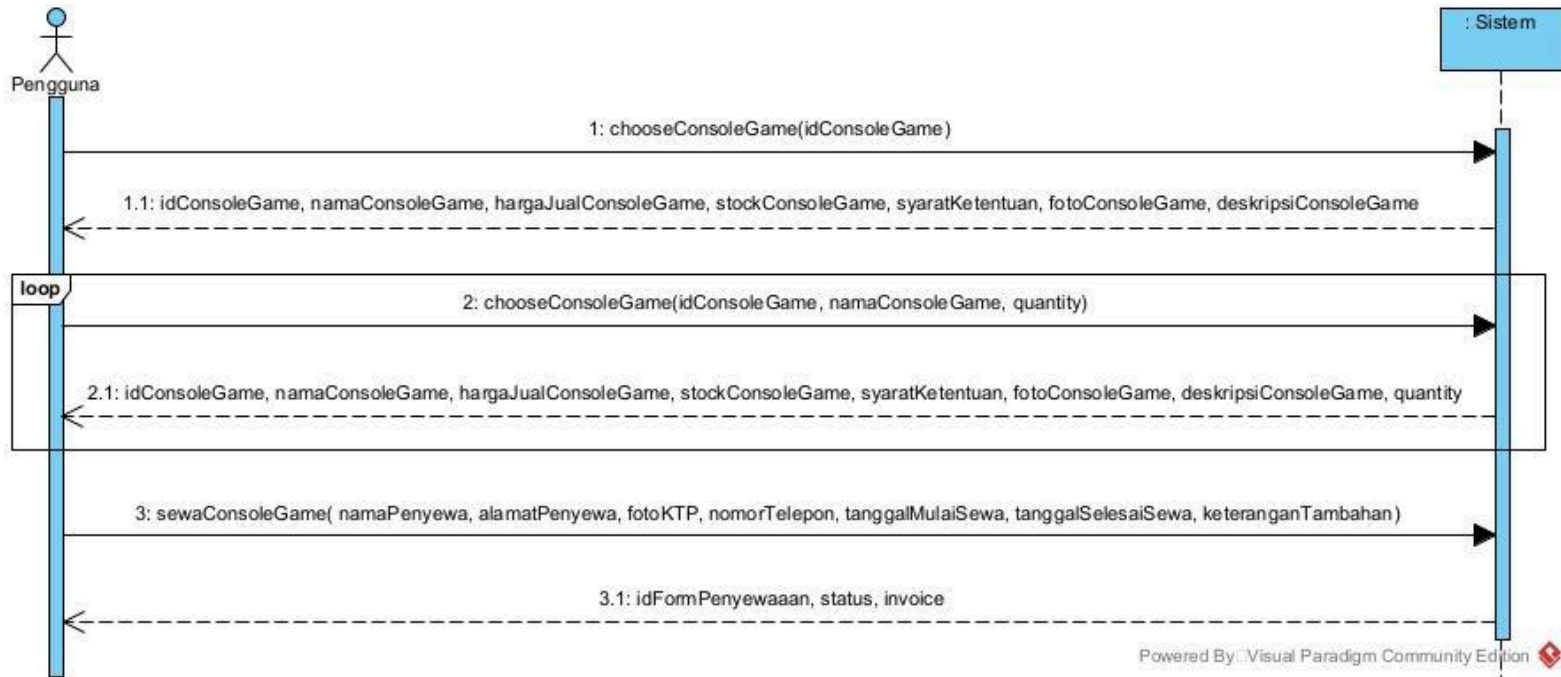 : Sistem
Pengguna
1: chooseConsoleGame(idConsoleGame)
1.1: idConsoleGame, namaConsoleGame, hargaJualConsoleGame, stockConsoleGame, syaratKetentuan, fotoConsoleGame, deskripsiConsoleGame
loop
2: chooseConsoleGame(idConsoleGame, namaConsoleGame, quantity)
2.1: idConsoleGame, namaConsoleGame, hargaJualConsoleGame, stockConsoleGame, syaratKetentuan, fotoConsoleGame, deskripsiConsoleGame, quantity
3: sewaConsoleGame( namaPenyewa, alamatPenyewa, fotoKTP, nomorTelepon, tanggalMulaiSewa, tanggalSelesaiSewa, keteranganTambahan)
3.1: idFormPenyewaaan, status, invoice
Powered By Visual Paradigm Community Edition